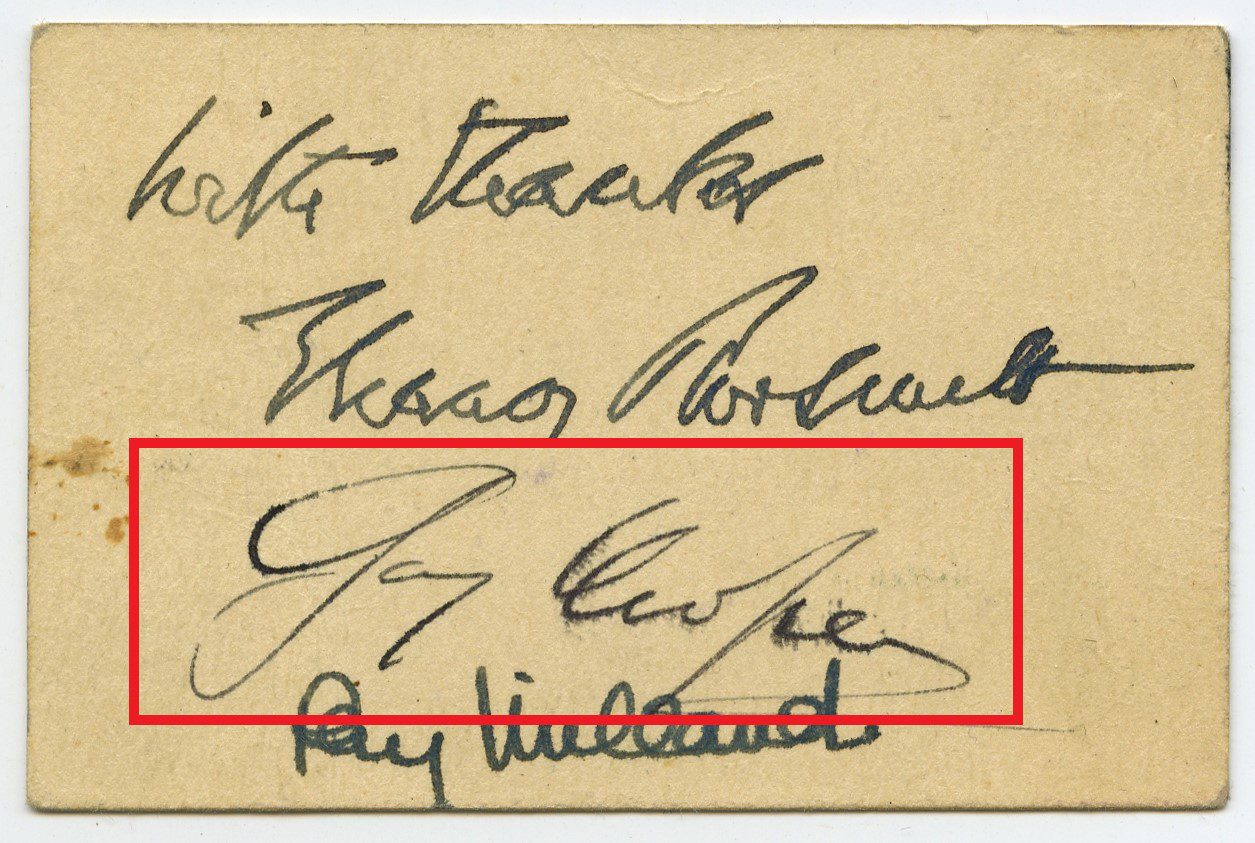 With thanks
Eleanor Roosevelt
Gary Cooper
Ray Milland